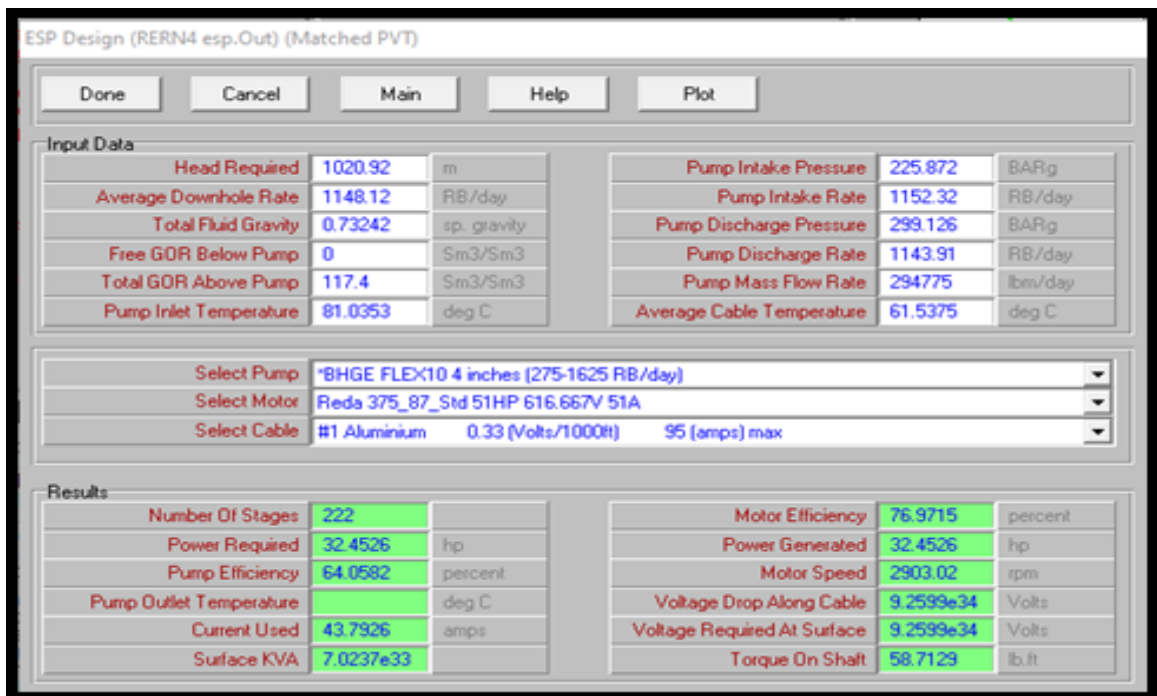 ESP Design (RERN4 esp.Out) (Matched PVT)
Done Cancel Main Help Plot
Input Data
Head Required 1020.92 m Pump Intake Pressure 225.872 BARg
Average Downhole Rate 1148.12 RB/day Pump Intake Rate 1152.32 RB/day
Total Fluid Gravity 0.73242 sp. gravity Pump Discharge Pressure 299.126 BARg
Free GOR Below Pump 0 Sm3/Sm3 Pump Discharge Rate 1143.91 RB/day
Total GOR Above Pump 117.4 Sm3/Sm3 Pump Mass Flow Rate 294775 lbm/day
Pump Inlet Temperature 81.0353 deg C Average Cable Temperature 61.5375 deg C
Select Pump *BHGE FLEX10 4 inches (275-1625 RB/day)
Select Motor Reda 375_87_Std 51HP 616.667V 51A
Select Cable #1 Aluminium 0.33 (Volts/1000ft) 95 (amps) max
Results
Number Of Stages 222 Motor Efficiency 76.9715 percent
Power Required 32.4526 hp Power Generated 32.4526 hp
Pump Efficiency 64.0582 percent Motor Speed 2903.02 rpm
Pump Outlet Temperature deg C Voltage Drop Along Cable 9.2599e34 Volts
Current Used 43.7926 amps Voltage Required At Surface 9.2599e34 Volts
Surface KVA 7.0237e33 Torque On Shaft 58.7129 lb.ft